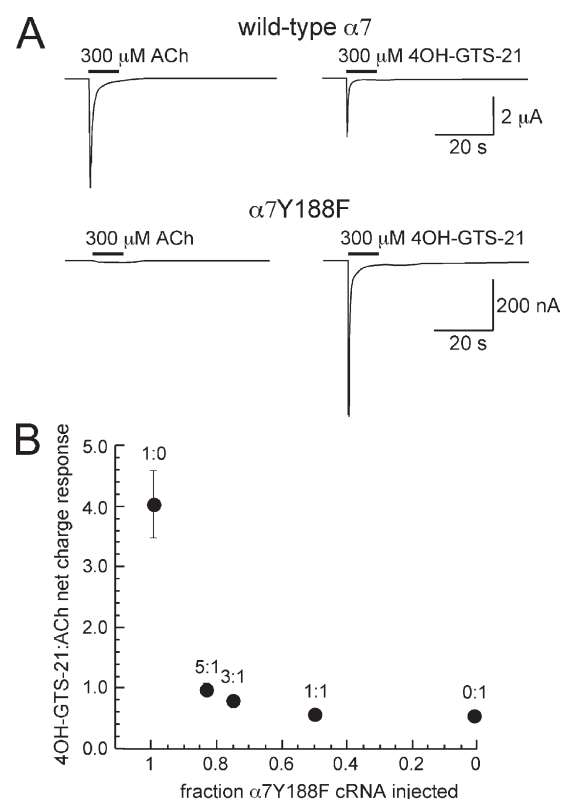 A
wild-type α7
300 μM ACh
300 μM 4OH-GTS-21
2 μA
20 s
α7Y188F
300 μM ACh
300 μM 4OH-GTS-21
200 nA
20 s
B
4OH-GTS-21:ACh net charge response
5.0
4.0
3.0
2.0
1.0
0.0
1:0
5:1
3:1
1:1
0:1
1
0.8
0.6
0.4
0.2
0
fraction α7Y188F cRNA injected